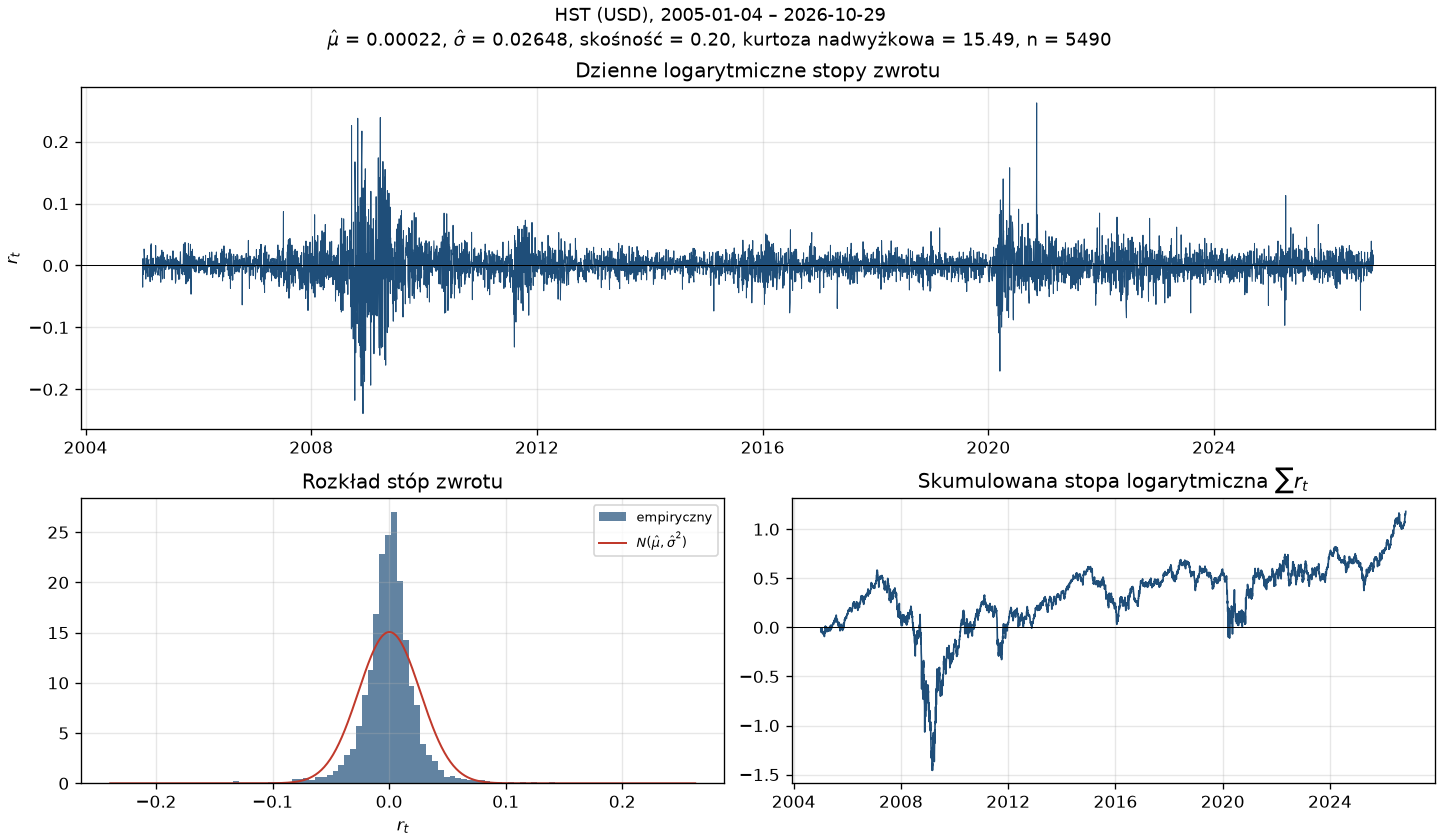 HST (USD), 2005-01-04 – 2026-10-29
μ̂ = 0.00022, σ̂ = 0.02648, skośność = 0.20, kurtoza nadwyżkowa = 15.49, n = 5490
Dzienne logarytmiczne stopy zwrotu
r_t
0.2
0.1
0.0
−0.1
−0.2
2004 2008 2012 2016 2020 2024
Rozkład stóp zwrotu
25
20
15
10
5
0
−0.2 −0.1 0.0 0.1 0.2
r_t
empiryczny
N(μ̂, σ̂²)
Skumulowana stopa logarytmiczna ∑r_t
1.0
0.5
0.0
−0.5
−1.0
−1.5
2004 2008 2012 2016 2020 2024